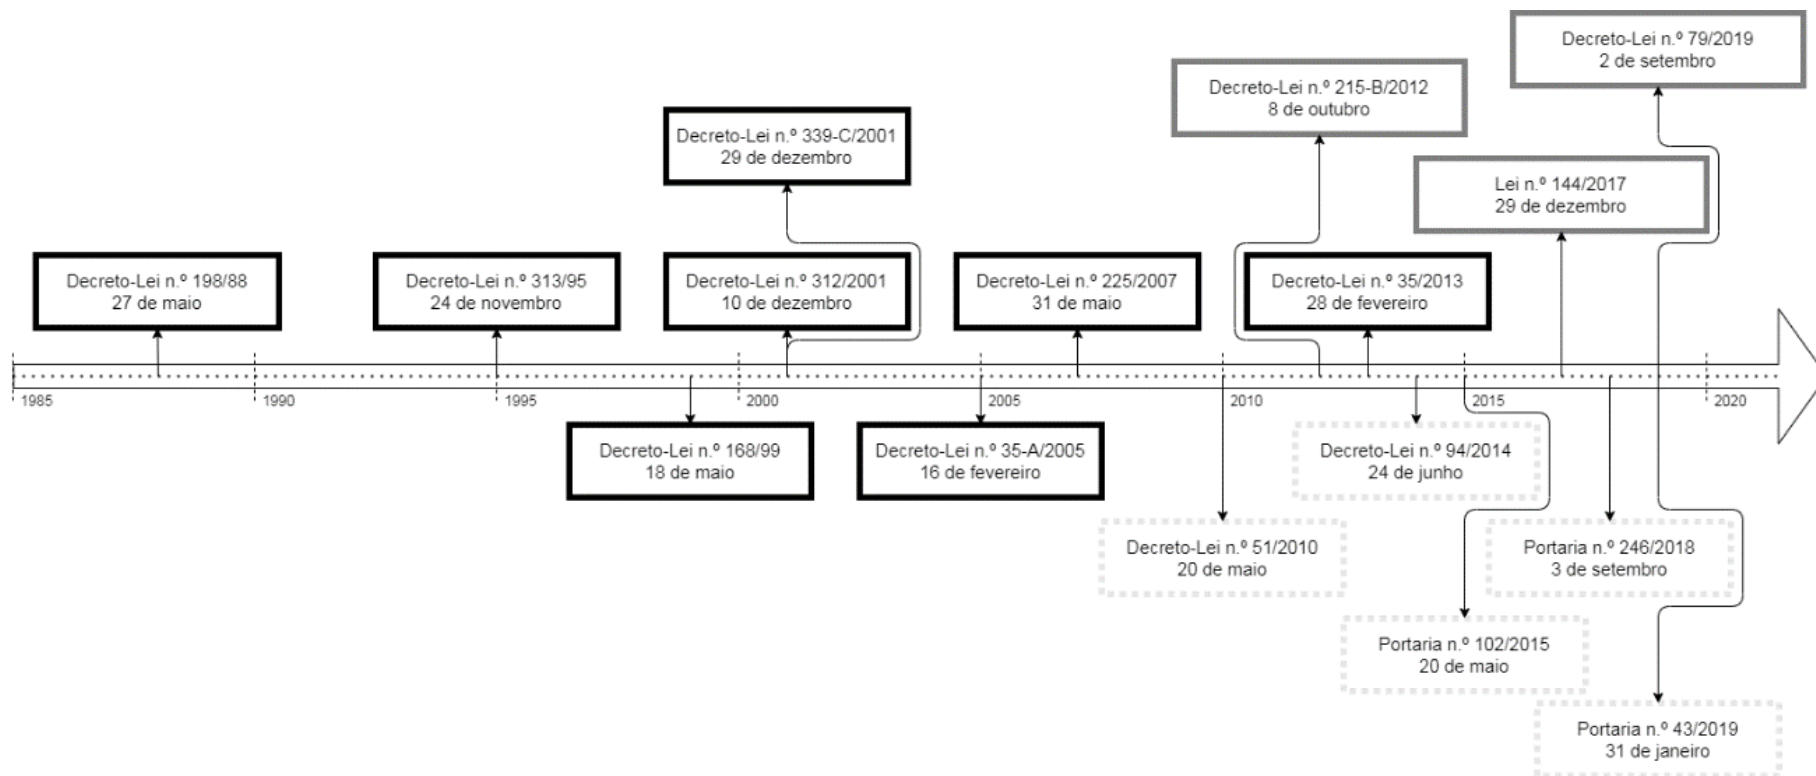 Decreto-Lei n.º 79/2019
2 de setembro
Decreto-Lei n.º 215-B/2012
8 de outubro
Decreto-Lei n.º 339-C/2001
29 de dezembro
Lei n.º 144/2017
29 de dezembro
Decreto-Lei n.º 198/88
27 de maio
Decreto-Lei n.º 313/95
24 de novembro
Decreto-Lei n.º 312/2001
10 de dezembro
Decreto-Lei n.º 225/2007
31 de maio
Decreto-Lei n.º 35/2013
28 de fevereiro
1985
1990
1995
2000
2005
2010
2015
2020
Decreto-Lei n.º 168/99
18 de maio
Decreto-Lei n.º 35-A/2005
16 de fevereiro
Decreto-Lei n.º 94/2014
24 de junho
Decreto-Lei n.º 51/2010
20 de maio
Portaria n.º 246/2018
3 de setembro
Portaria n.º 102/2015
20 de maio
Portaria n.º 43/2019
31 de janeiro